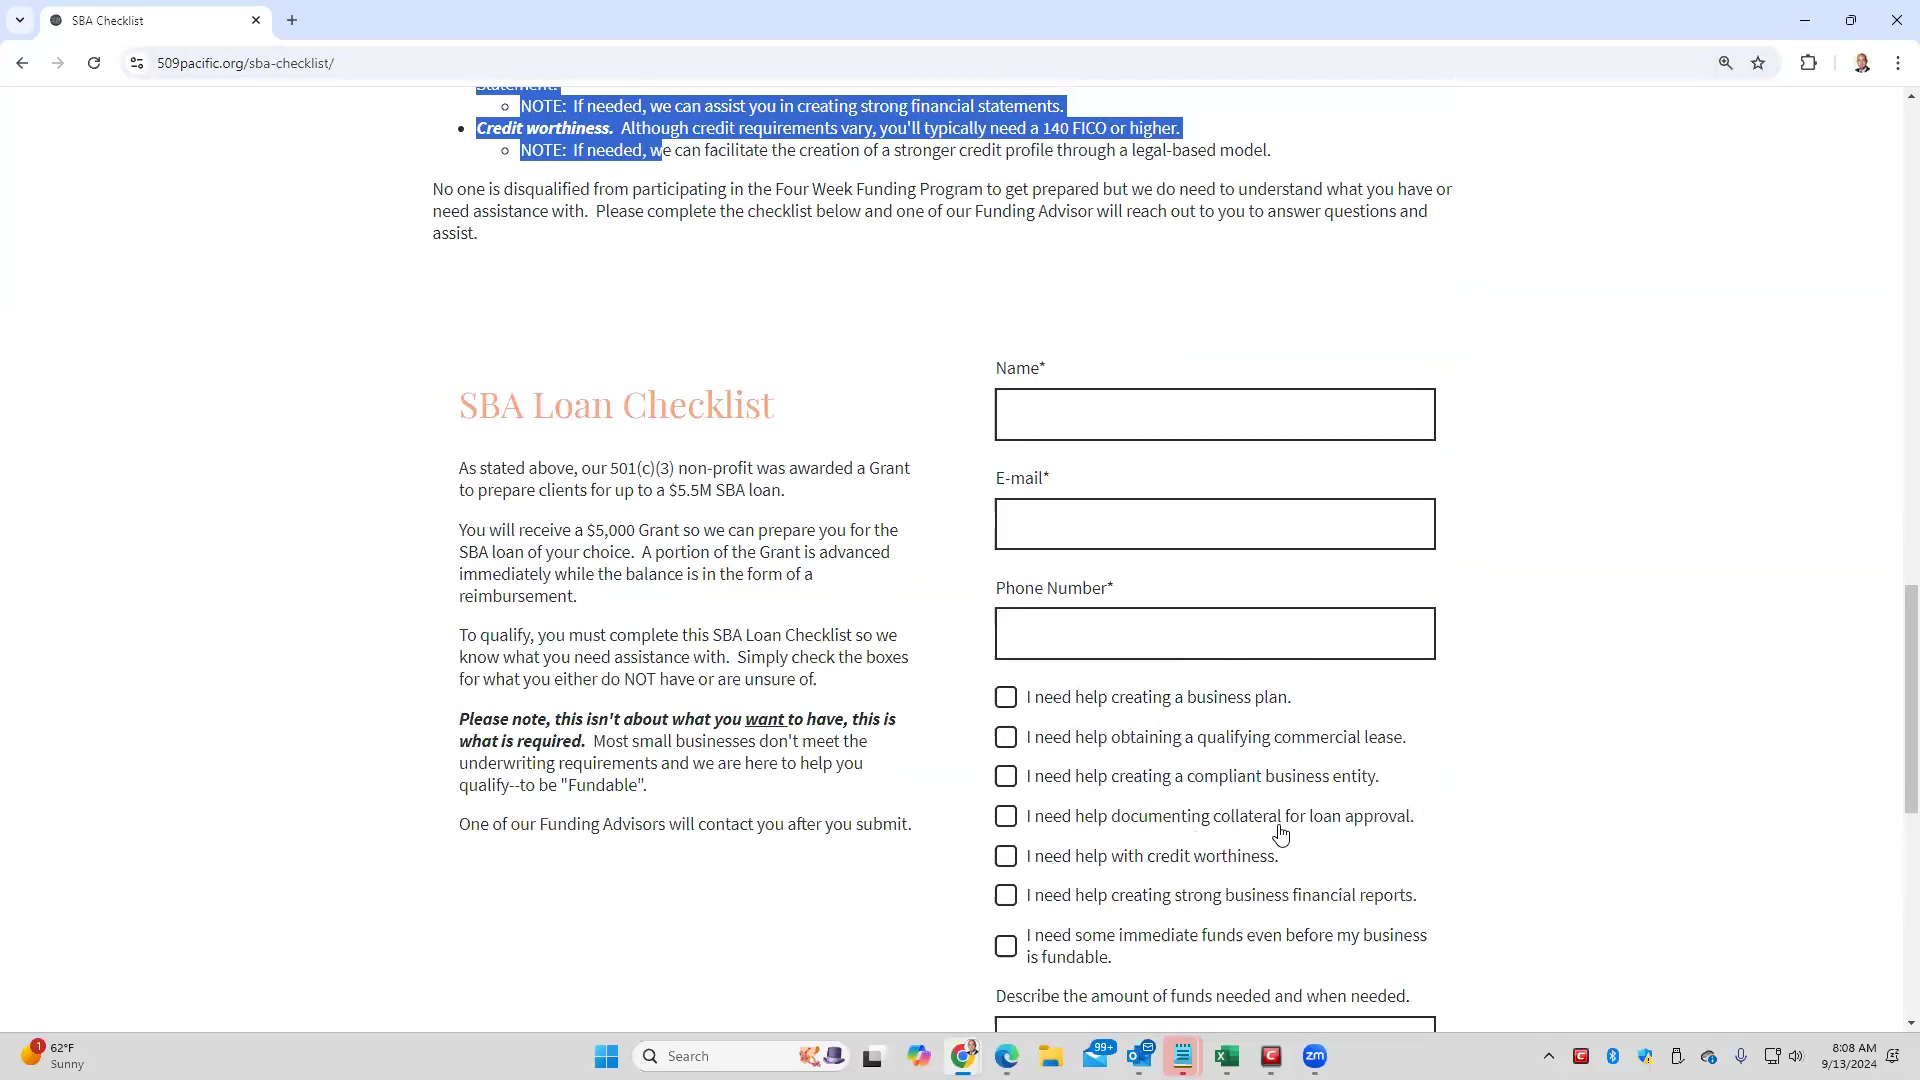 SBA Checklist
509pacific.org/sba-checklist/
Statement.
NOTE: If needed, we can assist you in creating strong financial statements.
Credit worthiness. Although credit requirements vary, you'll typically need a 140 FICO or higher.
NOTE: If needed, we can facilitate the creation of a stronger credit profile through a legal-based model.
No one is disqualified from participating in the Four Week Funding Program to get prepared but we do need to understand what you have or
need assistance with. Please complete the checklist below and one of our Funding Advisor will reach out to you to answer questions and
assist.
SBA Loan Checklist
As stated above, our 501(c)(3) non-profit was awarded a Grant
to prepare clients for up to a $5.5M SBA loan.
You will receive a $5,000 Grant so we can prepare you for the
SBA loan of your choice. A portion of the Grant is advanced
immediately while the balance is in the form of a
reimbursement.
To qualify, you must complete this SBA Loan Checklist so we
know what you need assistance with. Simply check the boxes
for what you either do NOT have or are unsure of.
Please note, this isn't about what you want to have, this is
what is required. Most small businesses don't meet the
underwriting requirements and we are here to help you
qualify--to be "Fundable".
One of our Funding Advisors will contact you after you submit.
Name*
E-mail*
Phone Number*
I need help creating a business plan.
I need help obtaining a qualifying commercial lease.
I need help creating a compliant business entity.
I need help documenting collateral for loan approval.
I need help with credit worthiness.
I need help creating strong business financial reports.
I need some immediate funds even before my business
is fundable.
Describe the amount of funds needed and when needed.
1
62°F
Sunny
Search
99+
zm
8:08 AM
9/13/2024